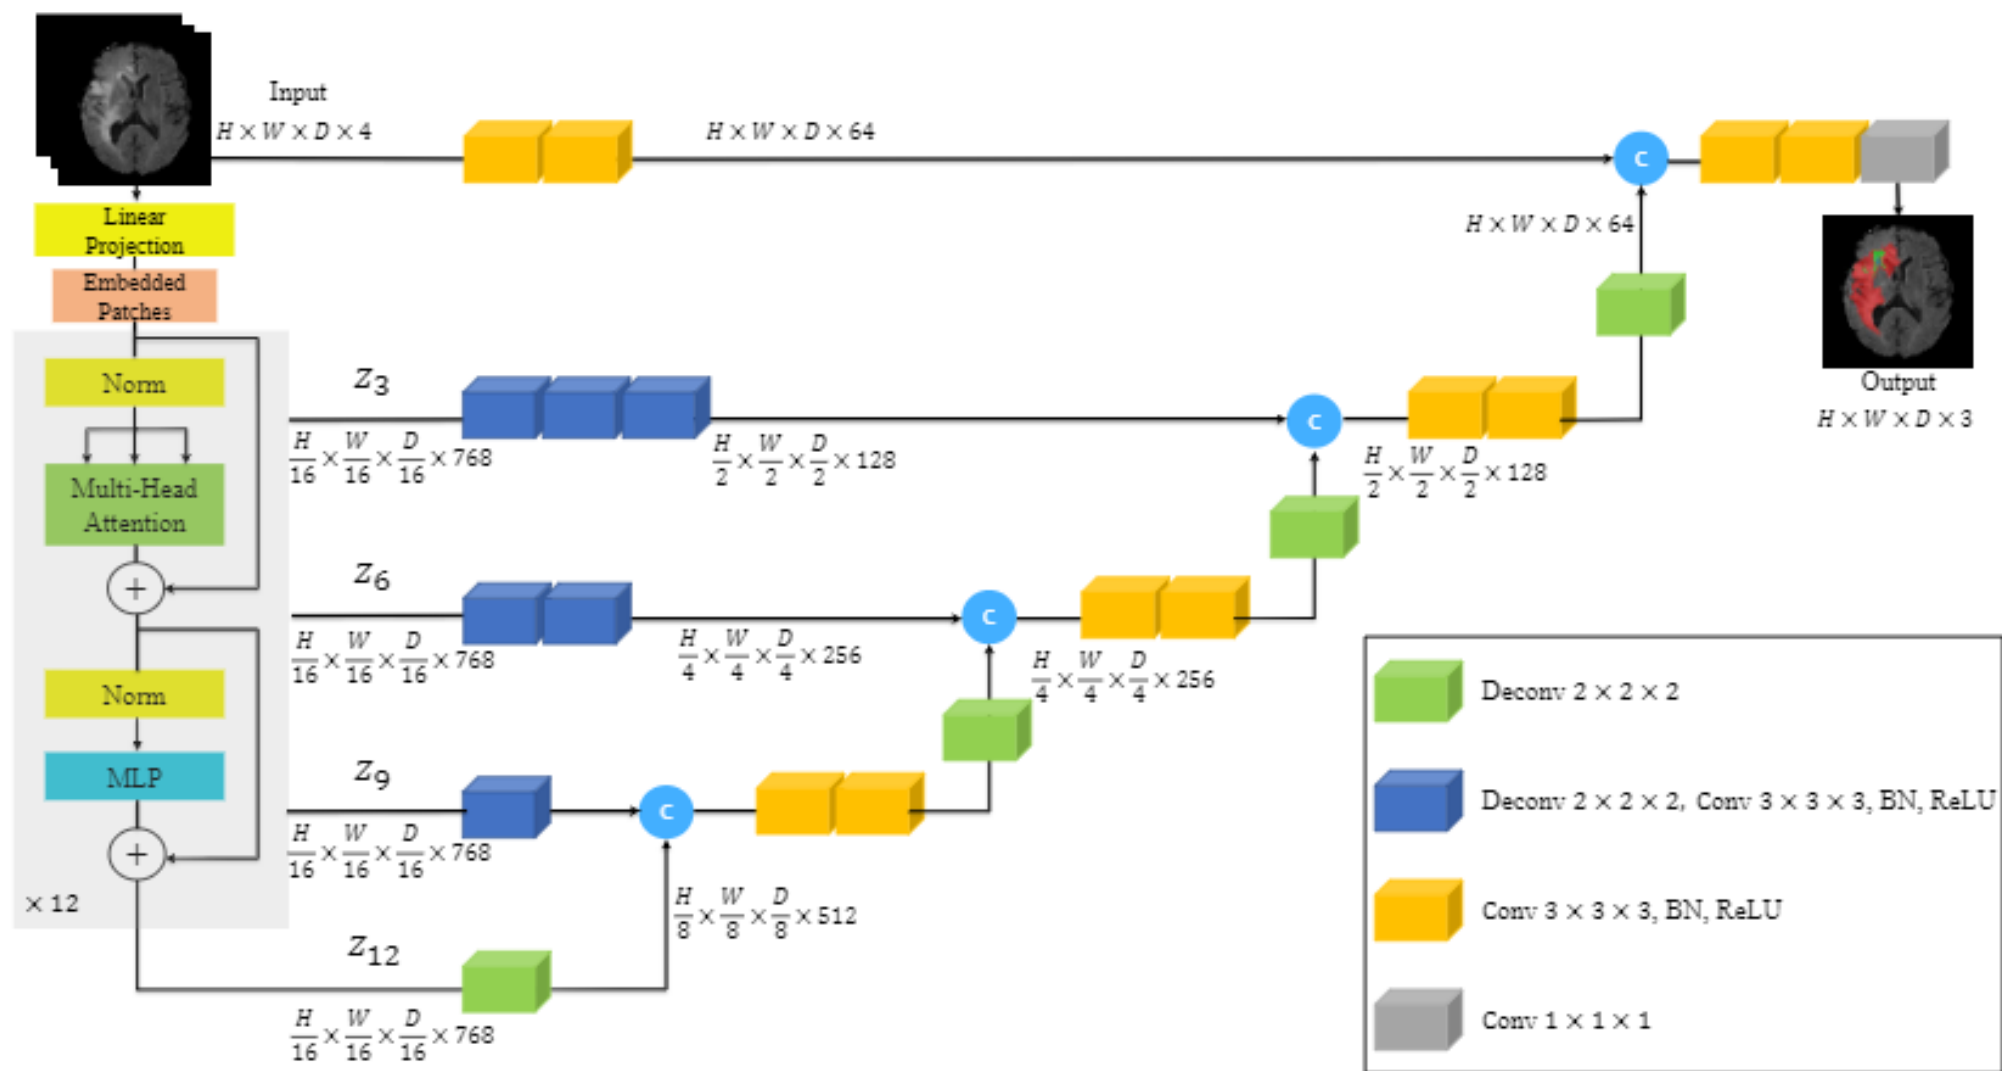 Input
H × W × D × 4
H × W × D × 64
C
Linear
Projection
H × W × D × 64
Embedded
Patches
Norm
z3
Output
H × W × D × 3
C
H/16 × W/16 × D/16 × 768
H/2 × W/2 × D/2 × 128
H/2 × W/2 × D/2 × 128
Multi-Head
Attention
+
z6
C
H/16 × W/16 × D/16 × 768
H/4 × W/4 × D/4 × 256
H/4 × W/4 × D/4 × 256
Norm
MLP
z9
C
H/16 × W/16 × D/16 × 768
+
× 12
H/8 × W/8 × D/8 × 512
z12
H/16 × W/16 × D/16 × 768
Deconv 2 × 2 × 2
Deconv 2 × 2 × 2, Conv 3 × 3 × 3, BN, ReLU
Conv 3 × 3 × 3, BN, ReLU
Conv 1 × 1 × 1